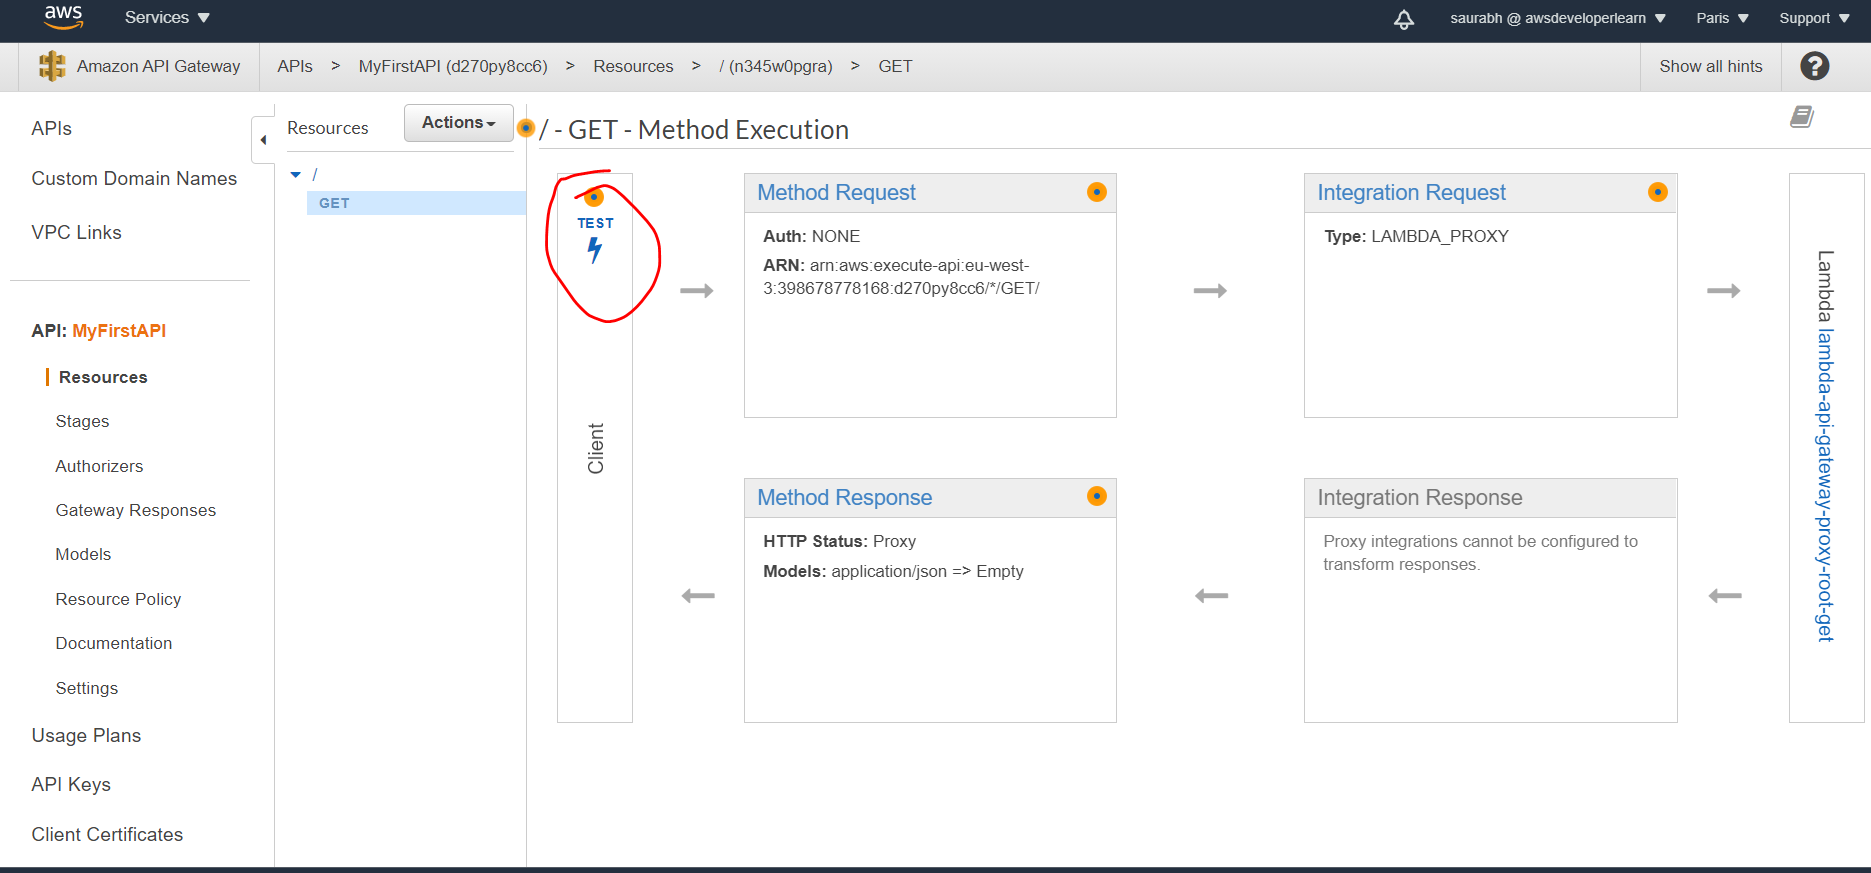 aws
Services
saurabh @ awsdeveloperlearn
Paris
Support
Amazon API Gateway
APIs > MyFirstAPI (d270py8cc6) > Resources > / (n345w0pgra) > GET
Show all hints
?
APIs
Custom Domain Names
VPC Links
API: MyFirstAPI
Resources
Stages
Authorizers
Gateway Responses
Models
Resource Policy
Documentation
Settings
Usage Plans
API Keys
Client Certificates
Resources
Actions
/
GET
/ - GET - Method Execution
TEST
Client
Method Request
Auth: NONE
ARN: arn:aws:execute-api:eu-west-
3:398678778168:d270py8cc6/*/GET/
Integration Request
Type: LAMBDA_PROXY
Method Response
HTTP Status: Proxy
Models: application/json => Empty
Integration Response
Proxy integrations cannot be configured to
transform responses.
Lambda lambda-api-gateway-proxy-root-get